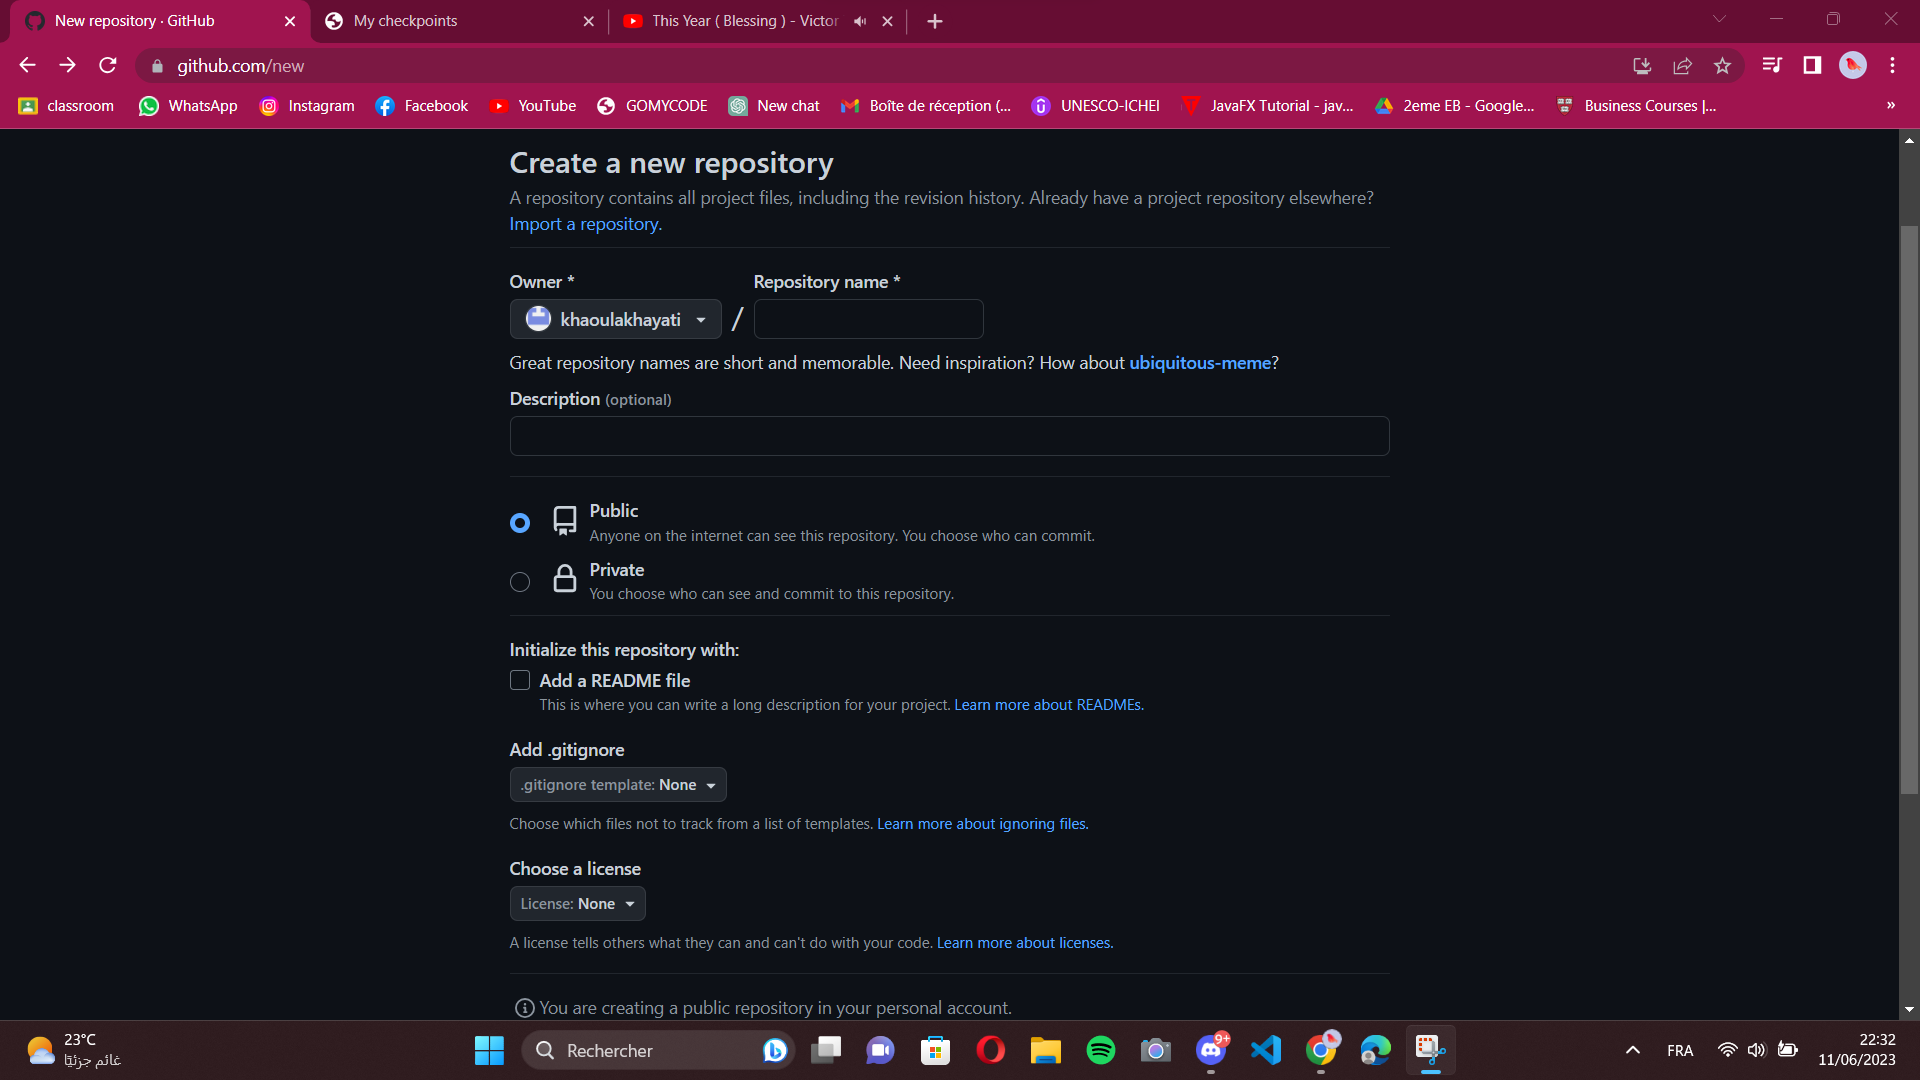 New repository · GitHub
My checkpoints
This Year ( Blessing ) - Victor
github.com/new
classroom
WhatsApp
Instagram
Facebook
YouTube
GOMYCODE
New chat
Boîte de réception (...
UNESCO-ICHEI
JavaFX Tutorial - jav...
2eme EB - Google...
Business Courses |...
»
Create a new repository
A repository contains all project files, including the revision history. Already have a project repository elsewhere?
Import a repository.
Owner * Repository name *
khaoulakhayati /
Great repository names are short and memorable. Need inspiration? How about ubiquitous-meme?
Description (optional)
Public
Anyone on the internet can see this repository. You choose who can commit.
Private
You choose who can see and commit to this repository.
Initialize this repository with:
Add a README file
This is where you can write a long description for your project. Learn more about READMEs.
Add .gitignore
.gitignore template: None
Choose which files not to track from a list of templates. Learn more about ignoring files.
Choose a license
License: None
A license tells others what they can and can't do with your code. Learn more about licenses.
You are creating a public repository in your personal account.
23°C
غائم جزئيًا
Rechercher
9+
FRA
22:32
11/06/2023